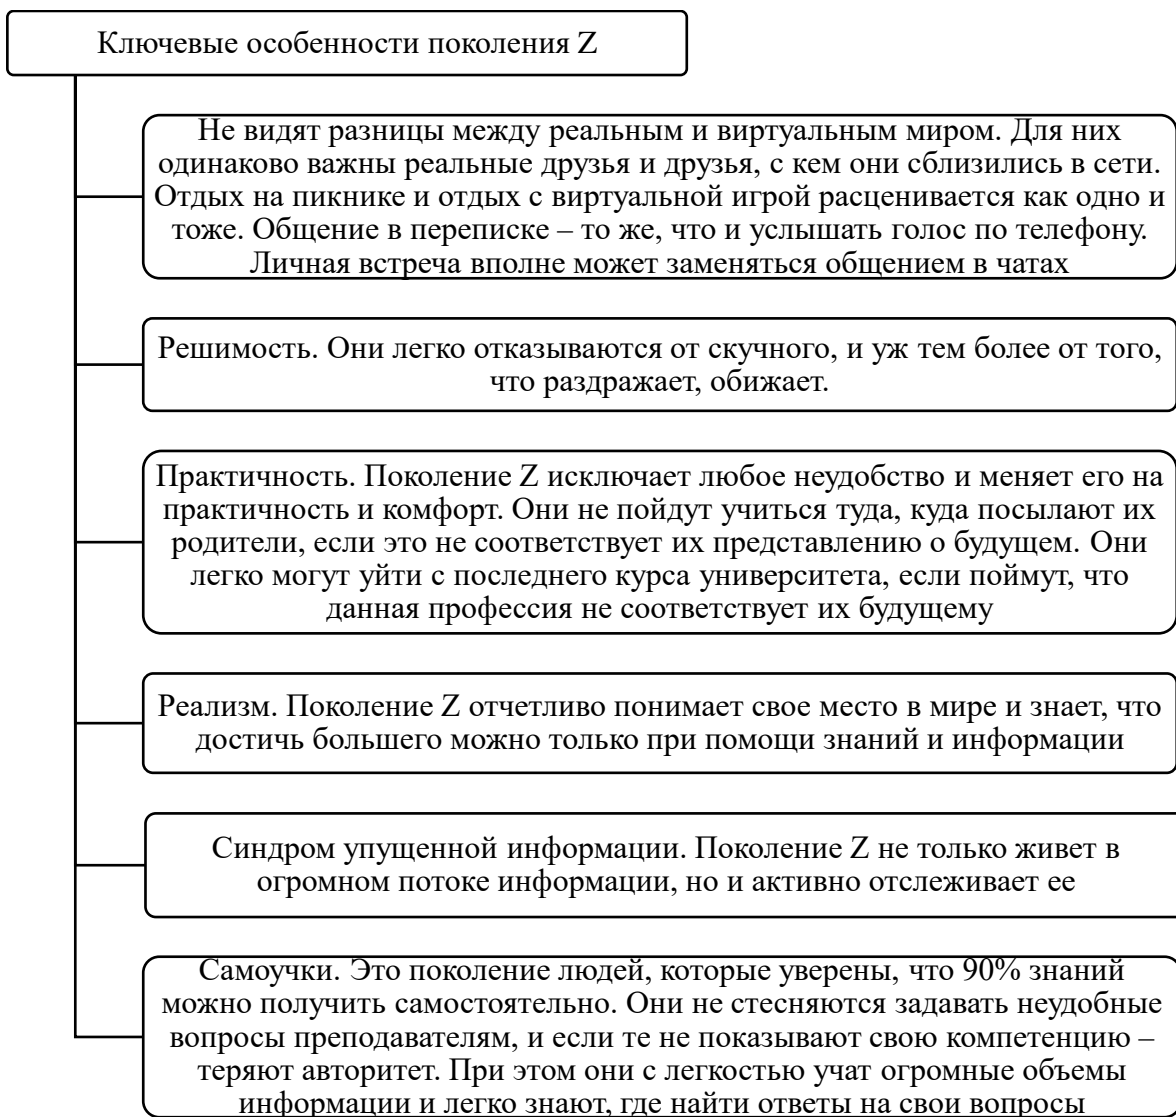 Ключевые особенности поколения Z
Не видят разницы между реальным и виртуальным миром. Для них
одинаково важны реальные друзья и друзья, с кем они сблизились в сети.
Отдых на пикнике и отдых с виртуальной игрой расценивается как одно и
тоже. Общение в переписке – то же, что и услышать голос по телефону.
Личная встреча вполне может заменяться общением в чатах
Решимость. Они легко отказываются от скучного, и уж тем более от того,
что раздражает, обижает.
Практичность. Поколение Z исключает любое неудобство и меняет его на
практичность и комфорт. Они не пойдут учиться туда, куда посылают их
родители, если это не соответствует их представлению о будущем. Они
легко могут уйти с последнего курса университета, если поймут, что
данная профессия не соответствует их будущему
Реализм. Поколение Z отчетливо понимает свое место в мире и знает, что
достичь большего можно только при помощи знаний и информации
Синдром упущенной информации. Поколение Z не только живет в
огромном потоке информации, но и активно отслеживает ее
Самоучки. Это поколение людей, которые уверены, что 90% знаний
можно получить самостоятельно. Они не стесняются задавать неудобные
вопросы преподавателям, и если те не показывают свою компетенцию –
теряют авторитет. При этом они с легкостью учат огромные объемы
информации и легко знают, где найти ответы на свои вопросы